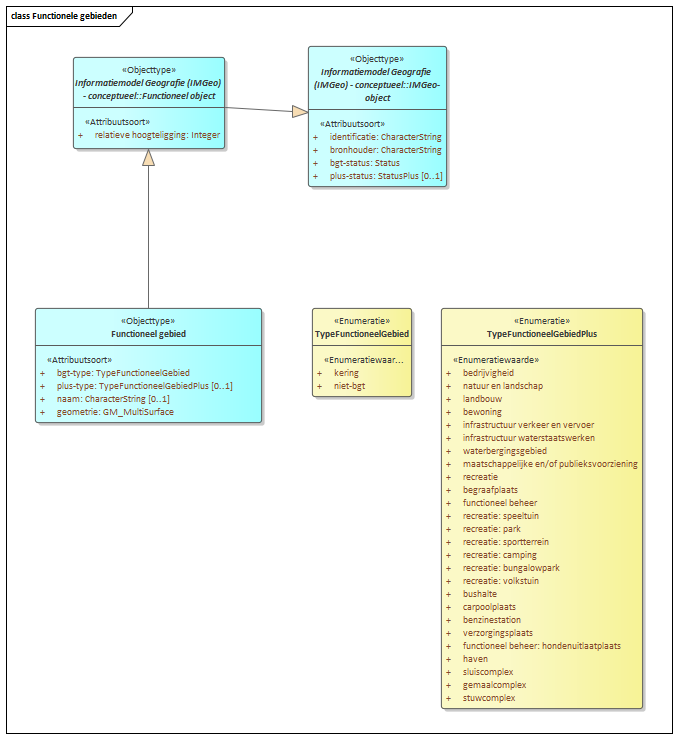 class Functionele gebieden
«Objecttype»
Informatiemodel Geografie (IMGeo)
- conceptueel::Functioneel object
«Attribuutsoort»
+ relatieve hoogteligging: Integer
«Objecttype»
Informatiemodel Geografie
(IMGeo) - conceptueel::IMGeo-
object
«Attribuutsoort»
+ identificatie: CharacterString
+ bronhouder: CharacterString
+ bgt-status: Status
+ plus-status: StatusPlus [0..1]
«Objecttype»
Functioneel gebied
«Attribuutsoort»
+ bgt-type: TypeFunctioneelGebied
+ plus-type: TypeFunctioneelGebiedPlus [0..1]
+ naam: CharacterString [0..1]
+ geometrie: GM_MultiSurface
«Enumeratie»
TypeFunctioneelGebied
«Enumeratiewaar...
+ kering
+ niet-bgt
«Enumeratie»
TypeFunctioneelGebiedPlus
«Enumeratiewaarde»
+ bedrijvigheid
+ natuur en landschap
+ landbouw
+ bewoning
+ infrastructuur verkeer en vervoer
+ infrastructuur waterstaatswerken
+ waterbergingsgebied
+ maatschappelijke en/of publieksvoorziening
+ recreatie
+ begraafplaats
+ functioneel beheer
+ recreatie: speeltuin
+ recreatie: park
+ recreatie: sportterrein
+ recreatie: camping
+ recreatie: bungalowpark
+ recreatie: volkstuin
+ bushalte
+ carpoolplaats
+ benzinestation
+ verzorgingsplaats
+ functioneel beheer: hondenuitlaatplaats
+ haven
+ sluiscomplex
+ gemaalcomplex
+ stuwcomplex